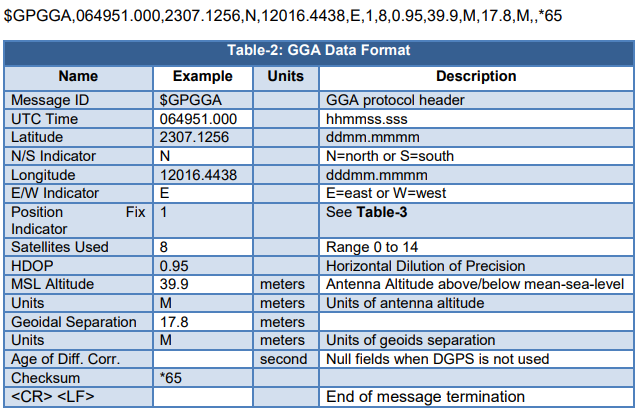 $GPGGA,064951.000,2307.1256,N,12016.4438,E,1,8,0.95,39.9,M,17.8,M,,*65
Table-2: GGA Data Format
Name Example Units Description
Message ID $GPGGA GGA protocol header
UTC Time 064951.000 hhmmss.sss
Latitude 2307.1256 ddmm.mmmm
N/S Indicator N N=north or S=south
Longitude 12016.4438 dddmm.mmmm
E/W Indicator E E=east or W=west
Position Fix 1 See Table-3
Indicator
Satellites Used 8 Range 0 to 14
HDOP 0.95 Horizontal Dilution of Precision
MSL Altitude 39.9 meters Antenna Altitude above/below mean-sea-level
Units M meters Units of antenna altitude
Geoidal Separation 17.8 meters
Units M meters Units of geoids separation
Age of Diff. Corr. second Null fields when DGPS is not used
Checksum *65
<CR> <LF> End of message termination